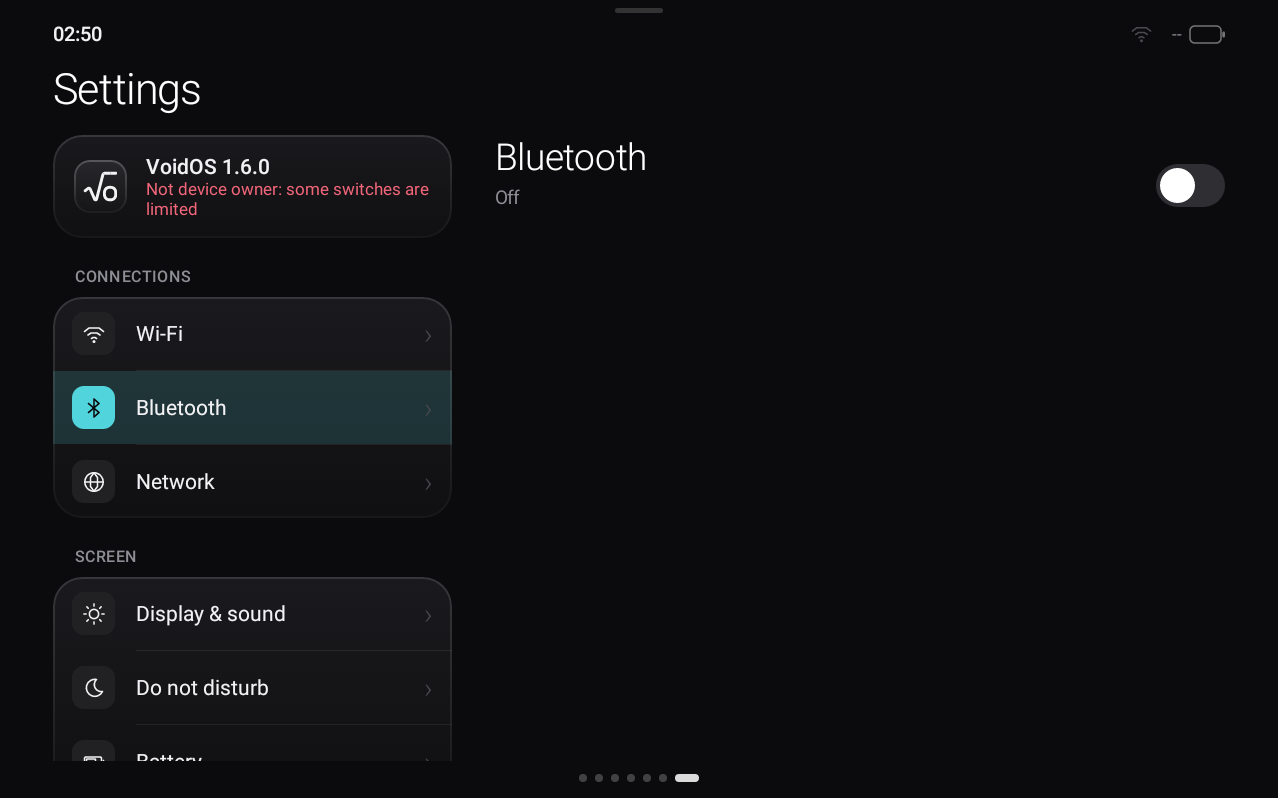 02:50
--
Settings
VoidOS 1.6.0
Not device owner: some switches are
limited
CONNECTIONS
Wi-Fi
Bluetooth
Network
SCREEN
Display & sound
Do not disturb
Battery
Bluetooth
Off